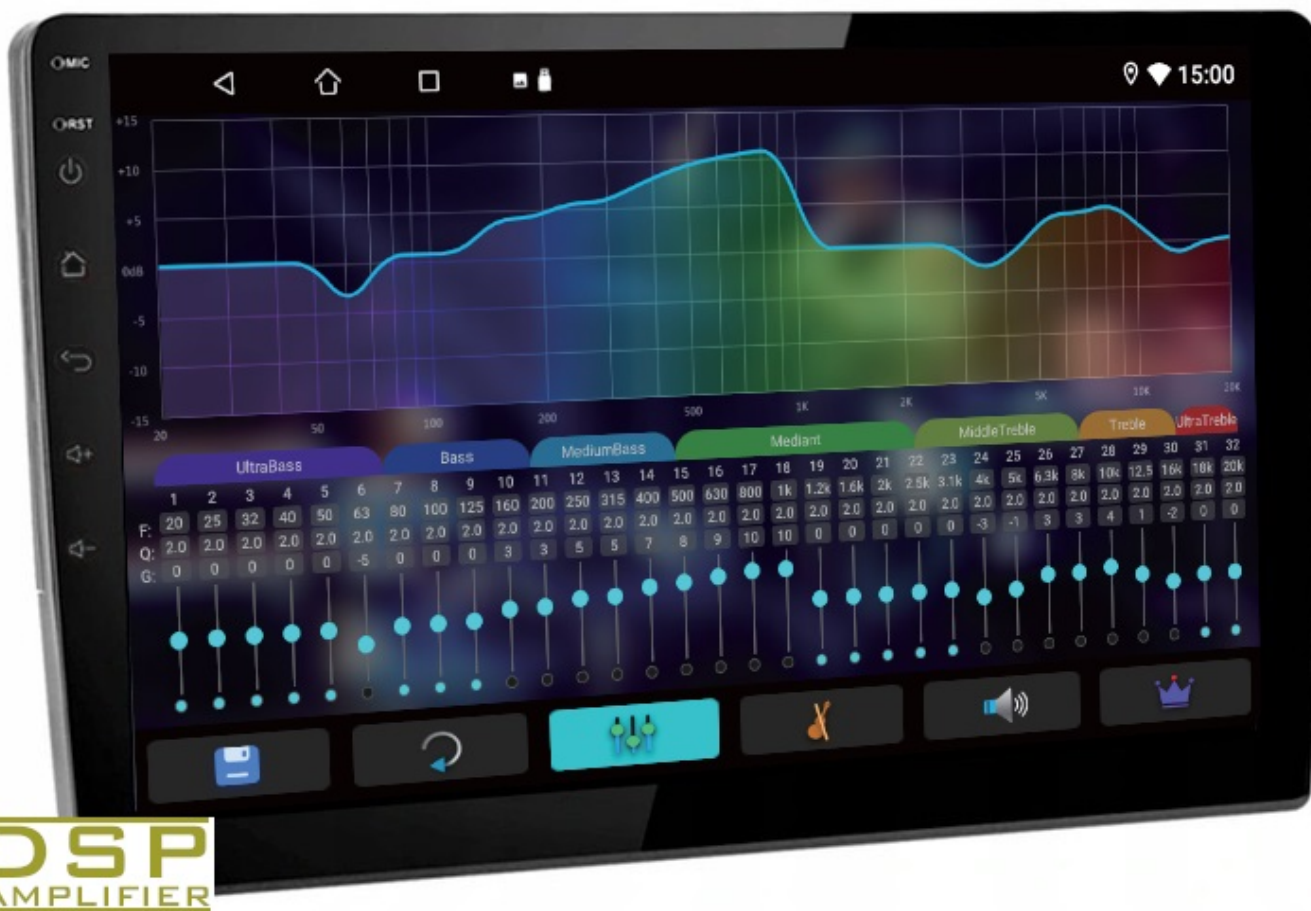 MIC
15:00
RST
+15
+10
+5
0dB
-5
-10
-15
20 50 100 200 500 1K 2K 5K 10K 20K
UltraBass Bass MediumBass Mediant MiddleTreble Treble UltraTreble
1 2 3 4 5 6 7 8 9 10 11 12 13 14 15 16 17 18 19 20 21 22 23 24 25 26 27 28 29 30 31 32
F: 20 25 32 40 50 63 80 100 125 160 200 250 315 400 500 630 800 1k 1.2k 1.6k 2k 2.5k 3.1k 4k 5k 6.3k 8k 10k 12.5 16k 18k 20k
Q: 2.0 2.0 2.0 2.0 2.0 2.0 2.0 2.0 2.0 2.0 2.0 2.0 2.0 2.0 2.0 2.0 2.0 2.0 2.0 2.0 2.0 2.0 2.0 2.0 2.0 2.0 2.0 2.0 2.0 2.0 2.0 2.0
G: 0 0 0 0 0 -5 0 0 0 3 3 5 5 7 8 9 10 10 0 0 0 0 0 -3 -1 3 3 4 1 -2 0 0
DSP
AMPLIFIER